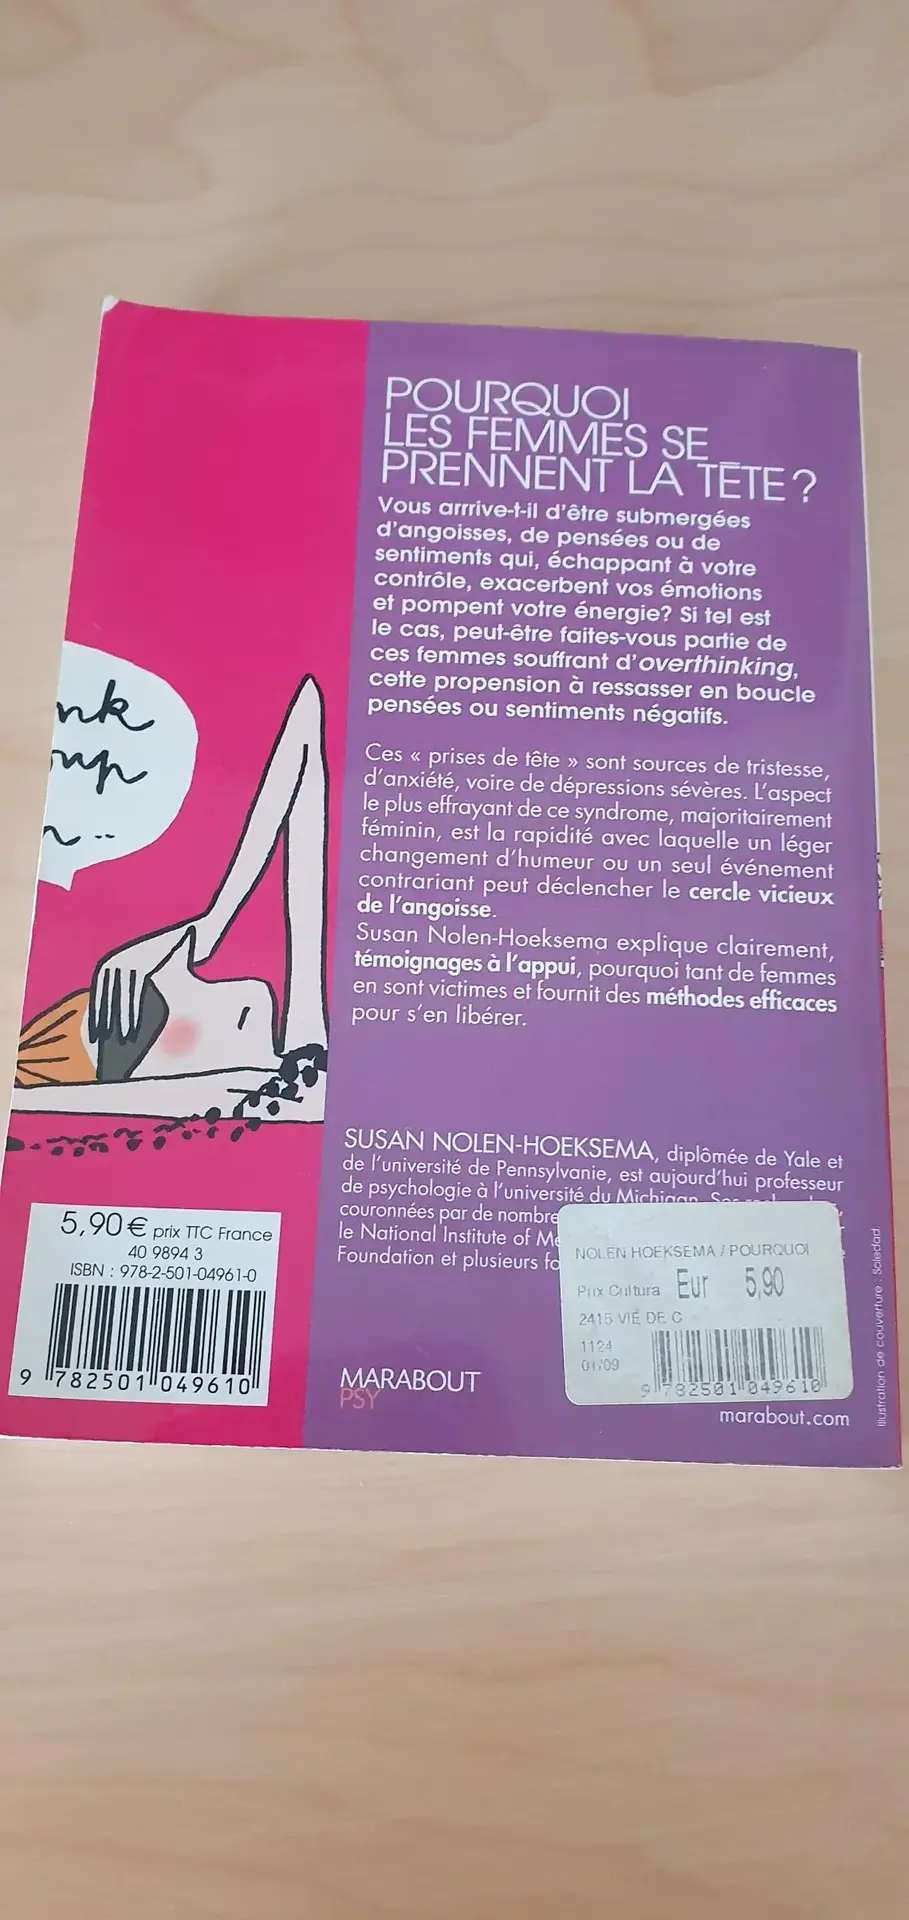 POURQUOI
LES FEMMES SE
PRENNENT LA TÊTE ?
Vous arrrive-t-il d'être submergées
d'angoisses, de pensées ou de
sentiments qui, échappant à votre
contrôle, exacerbent vos émotions
et pompent votre énergie? Si tel est
le cas, peut-être faites-vous partie de
ces femmes souffrant d'overthinking,
cette propension à ressasser en boucle
pensées ou sentiments négatifs.
Ces « prises de tête » sont sources de tristesse,
d'anxiété, voire de dépressions sévères. L'aspect
le plus effrayant de ce syndrome, majoritairement
féminin, est la rapidité avec laquelle un léger
changement d'humeur ou un seul événement
contrariant peut déclencher le cercle vicieux
de l'angoisse.
Susan Nolen-Hoeksema explique clairement,
témoignages à l'appui, pourquoi tant de femmes
en sont victimes et fournit des méthodes efficaces
pour s'en libérer.
SUSAN NOLEN-HOEKSEMA, diplômée de Yale et
de l'université de Pennsylvanie, est aujourd'hui professeur
de psychologie à l'université du Michigan.
couronnées par de nombre
le National Institute of Me
Foundation et plusieurs fo
MARABOUT
PSY
marabout.com
Illustration de couverture : Soledad.
5,90 € prix TTC France
40 9894 3
ISBN : 978-2-501-04961-0
9 782501 049610
NOLEN HOEKSEMA / POURQUOI
Prix Cultura Eur 5,90
2415 VIE DE C
1124
01/09
9 782501 049610